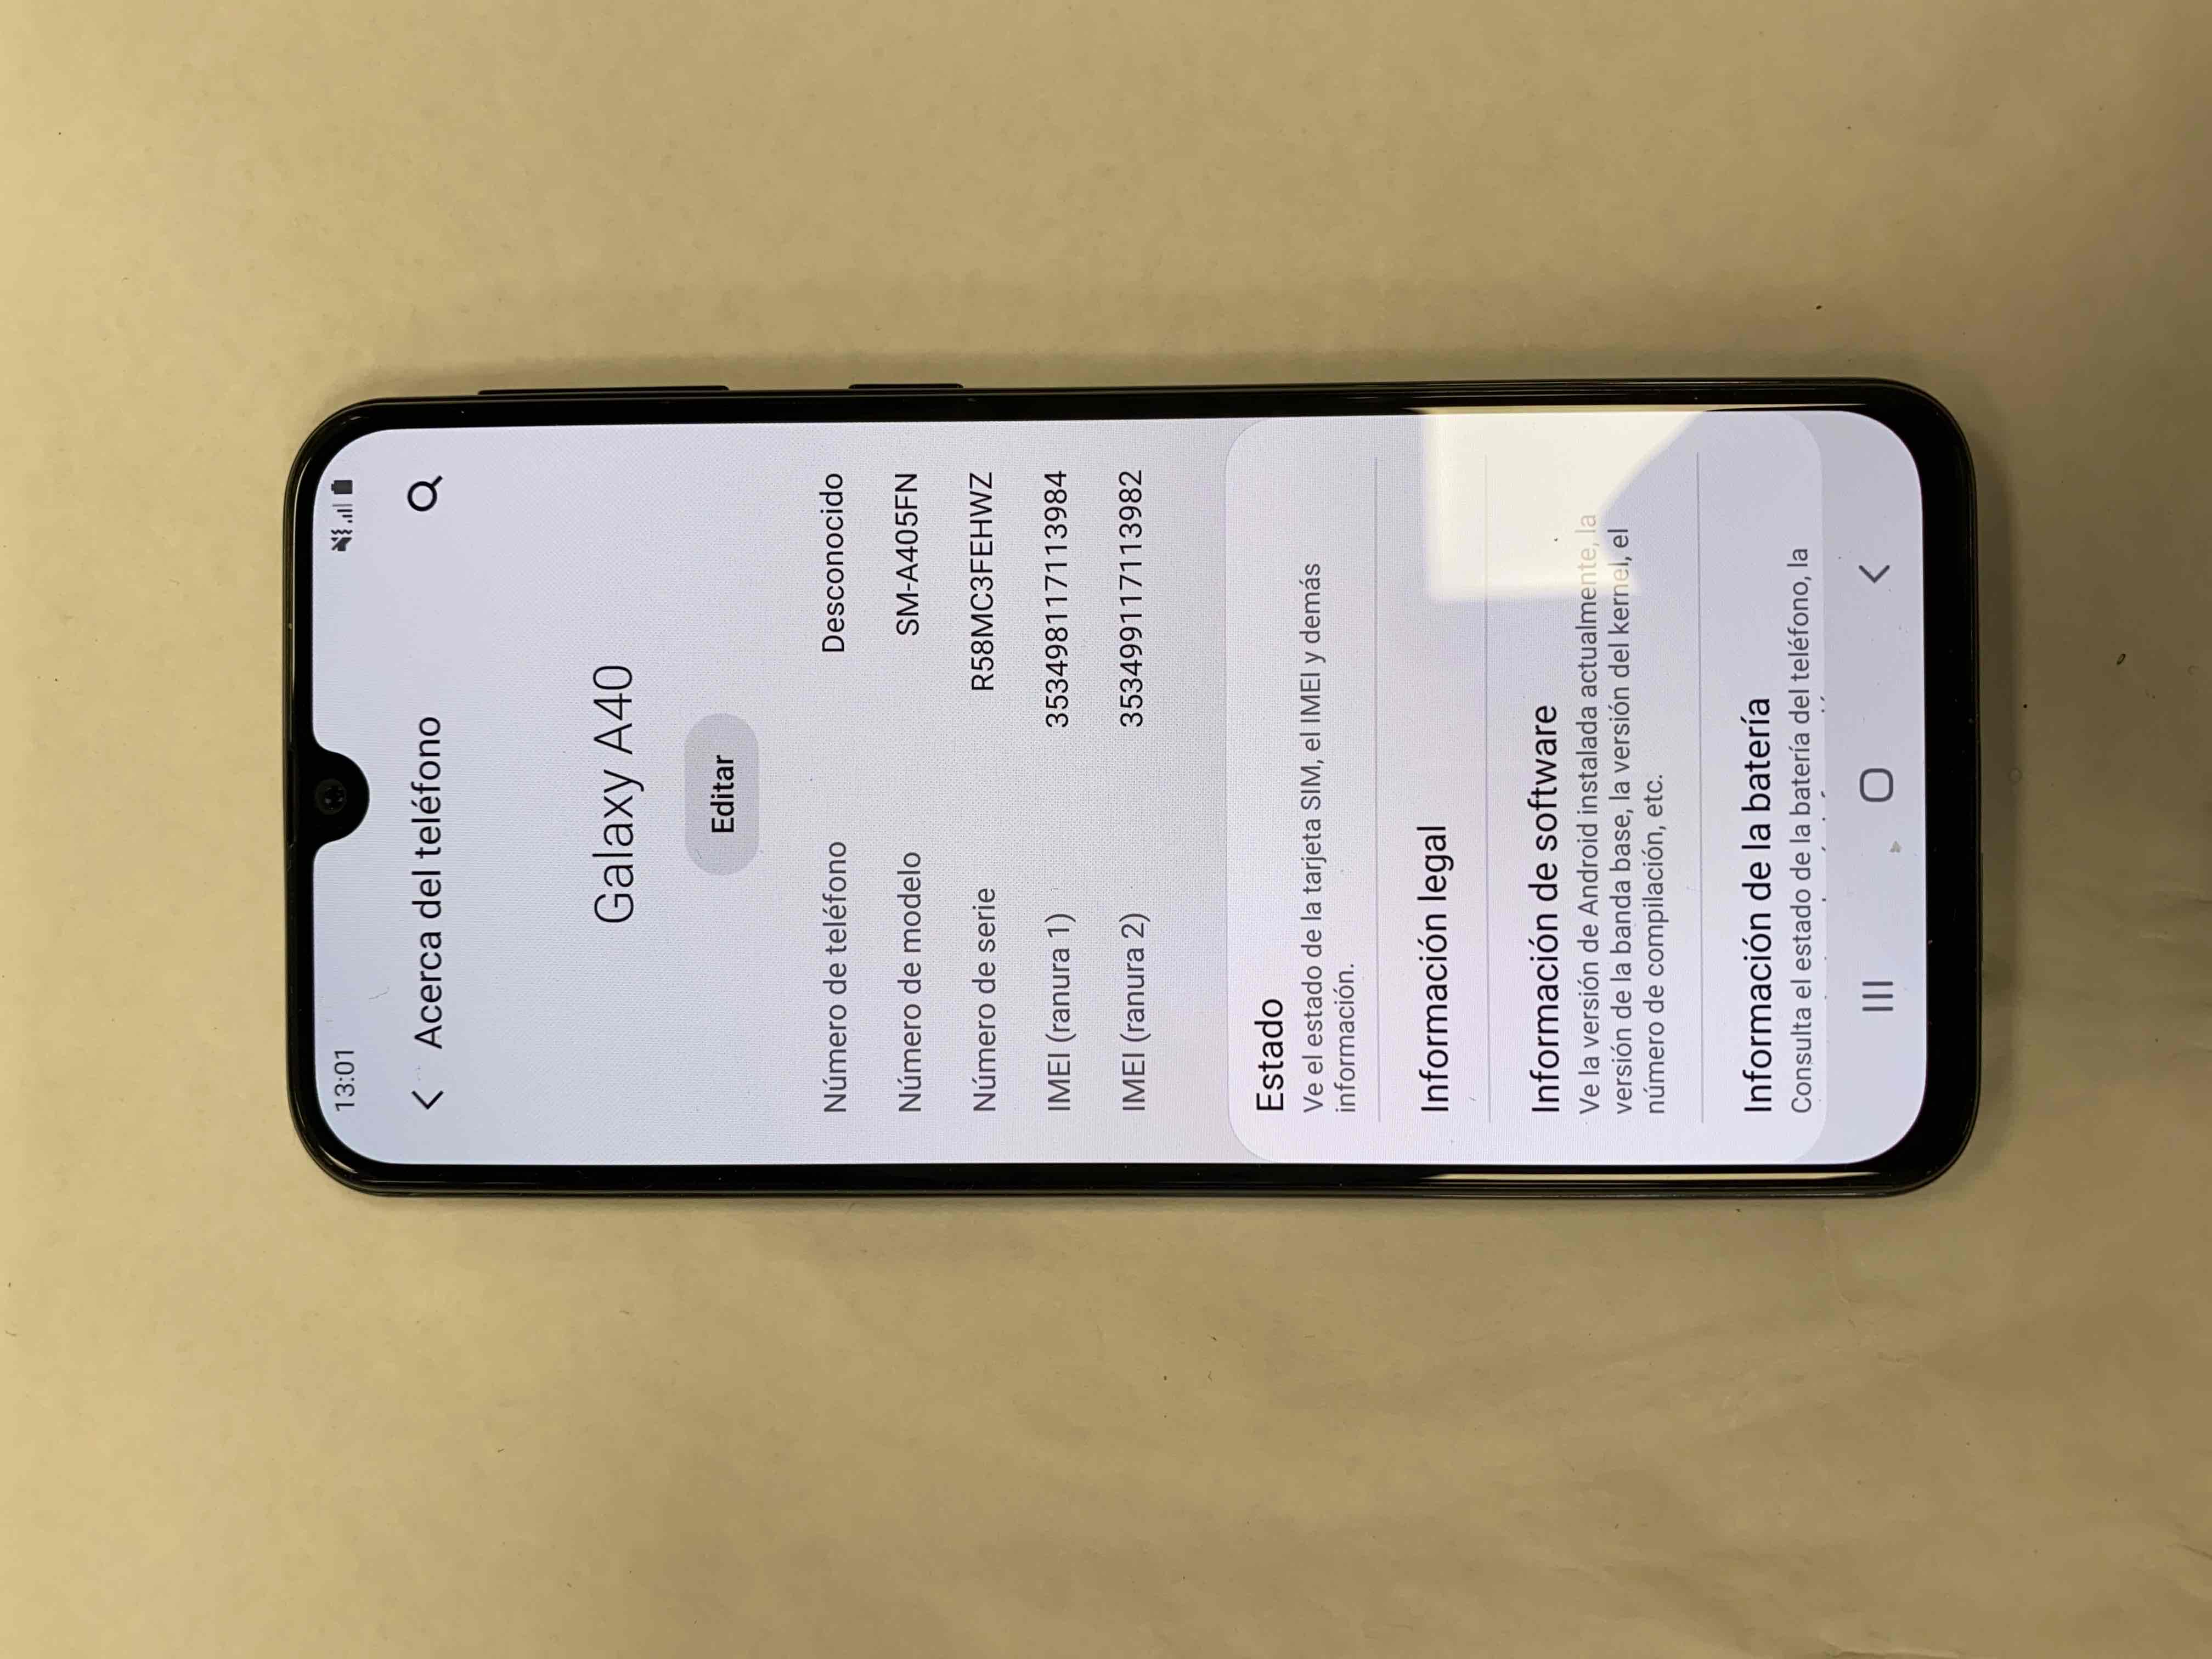 13:01
Acerca del teléfono
Galaxy A40
Editar
Número de teléfono Desconocido
Número de modelo SM-A405FN
Número de serie R58MC3FEHWZ
IMEI (ranura 1) 353498117113984
IMEI (ranura 2) 353499117113982
Estado
Ve el estado de la tarjeta SIM, el IMEI y demás
información.
Información legal
Información de software
Ve la versión de Android instalada actualmente, la
versión de la banda base, la versión del kernel, el
número de compilación, etc.
Información de la batería
Consulta el estado de la batería del teléfono, la